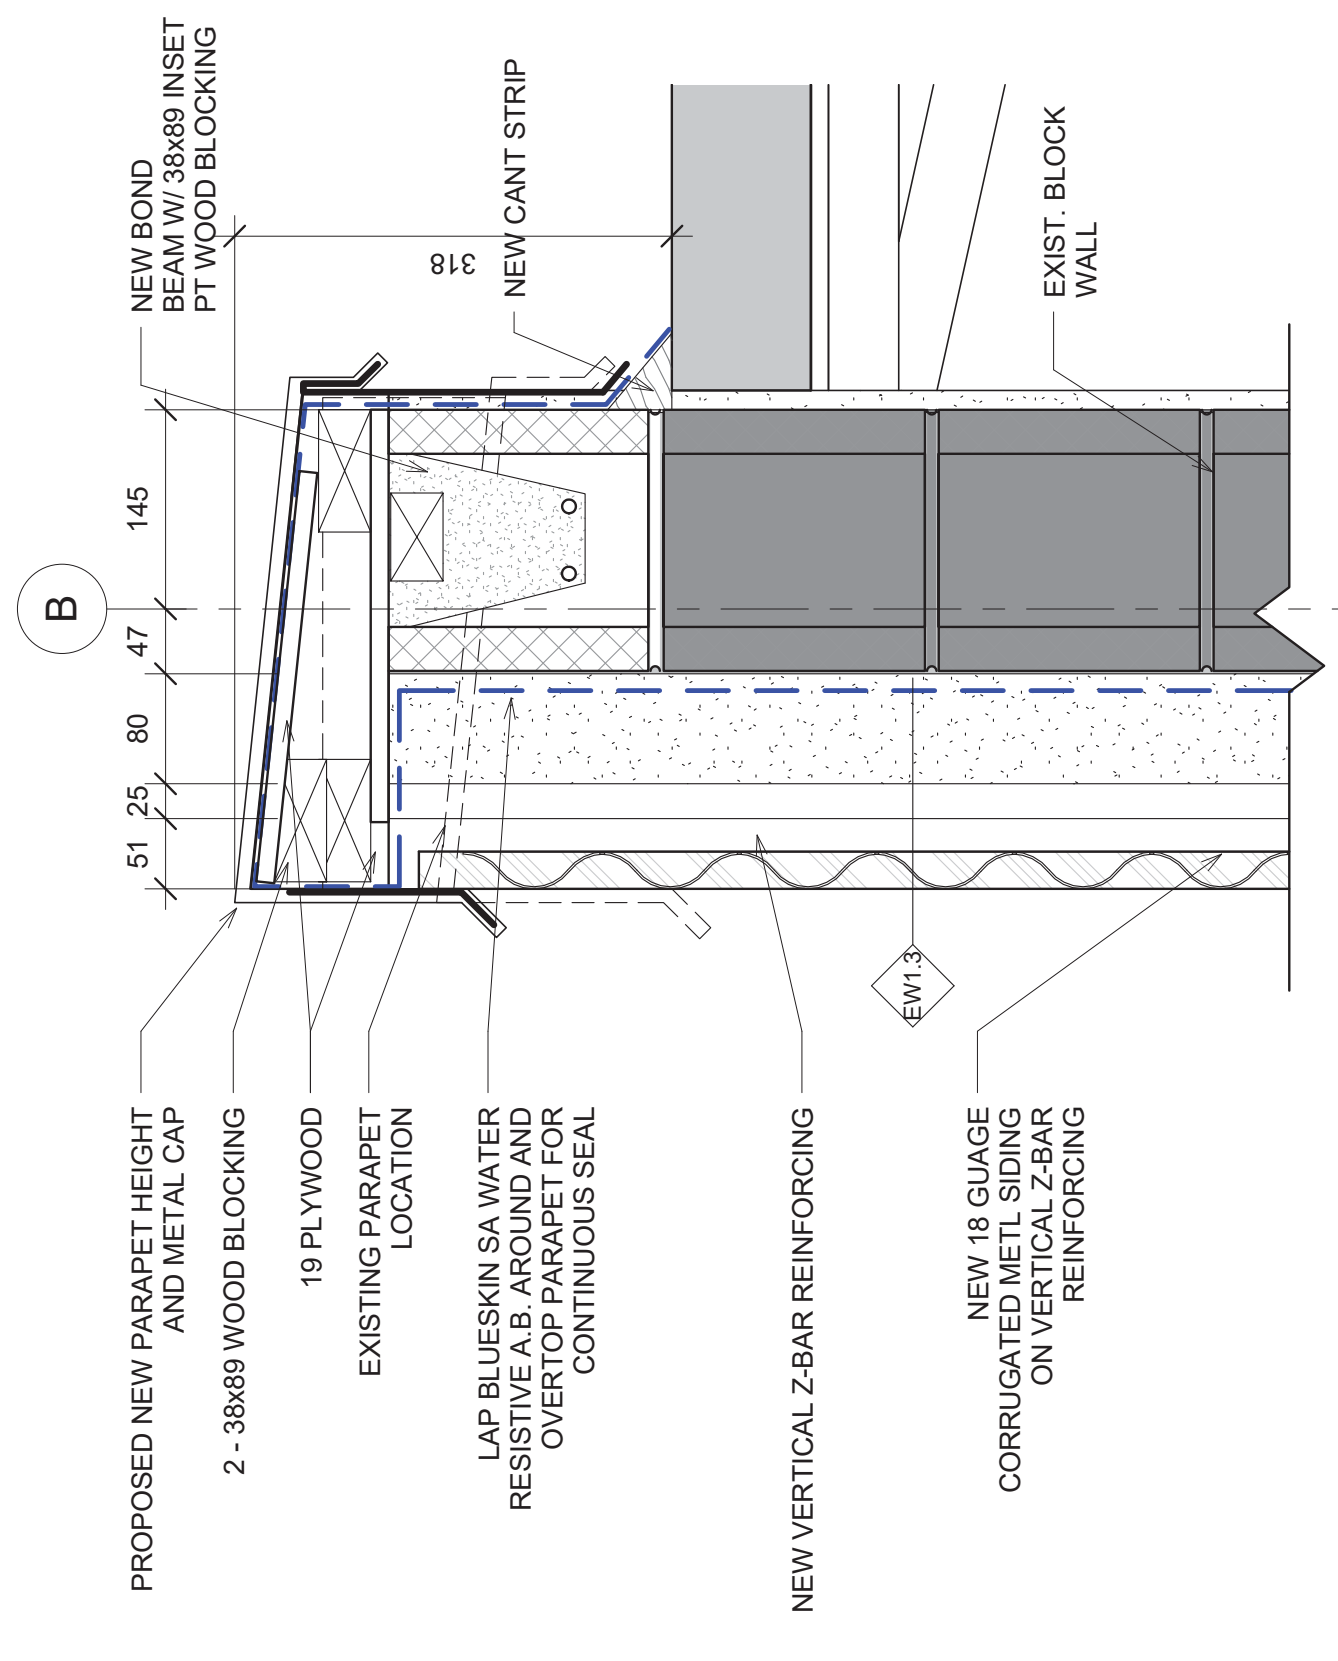 NEW BOND
BEAM W/ 38x89 INSET
PT WOOD BLOCKING
NEW CANT STRIP
EXIST. BLOCK
WALL
318
B
51
25
80
47
145
EW1.3
PROPOSED NEW PARAPET HEIGHT
AND METAL CAP
2 - 38x89 WOOD BLOCKING
19 PLYWOOD
EXISTING PARAPET
LOCATION
LAP BLUESKIN SA WATER
RESISTIVE A.B. AROUND AND
OVERTOP PARAPET FOR
CONTINUOUS SEAL
NEW VERTICAL Z-BAR REINFORCING
NEW 18 GUAGE
CORRUGATED METL SIDING
ON VERTICAL Z-BAR
REINFORCING